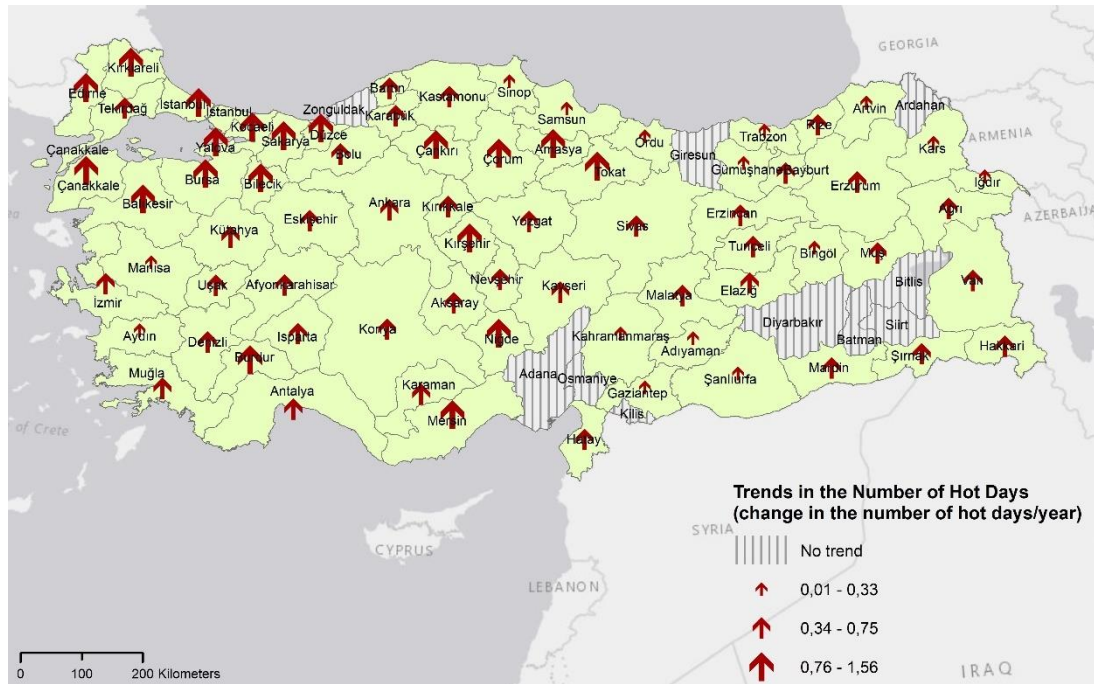 GEORGIA
Kırklareli
Edirne
Tekirdağ
İstanbul
İstanbul
Kocaeli
Yalova
Sakarya
Düzce
Zonguldak
Bartın
Karabük
Kastamonu
Sinop
Samsun
Ordu
Giresun
Trabzon
Rize
Artvin
Ardahan
ARMENIA
Kars
Iğdır
AZERBAIJA
Çanakkale
Çanakkale
Balıkesir
Bursa
Bilecik
Bolu
Çankırı
Çorum
Amasya
Tokat
Gümüşhane
Bayburt
Erzurum
Ağrı
Kütahya
Eskişehir
Ankara
Kırıkkale
Yozgat
Sivas
Erzincan
Tunçeli
Bingöl
Muş
Bitlis
Van
Manisa
İzmir
Uşak
Afyonkarahisar
Kırşehir
Nevşehir
Aksaray
Kayseri
Malatya
Elazığ
Diyarbakır
Batman
Siirt
Aydın
Denizli
Burdur
Isparta
Konya
Niğde
Kahramanmaraş
Adıyaman
Mardin
Şırnak
Hakkari
Muğla
Antalya
Karaman
Mersin
Adana
Osmaniye
Gaziantep
Kilis
Şanlıurfa
Hatay
of Crete
CYPRUS
SYRIA
LEBANON
IRAQ
Trends in the Number of Hot Days
(change in the number of hot days/year)
No trend
0,01 - 0,33
0,34 - 0,75
0,76 - 1,56
0 100 200 Kilometers